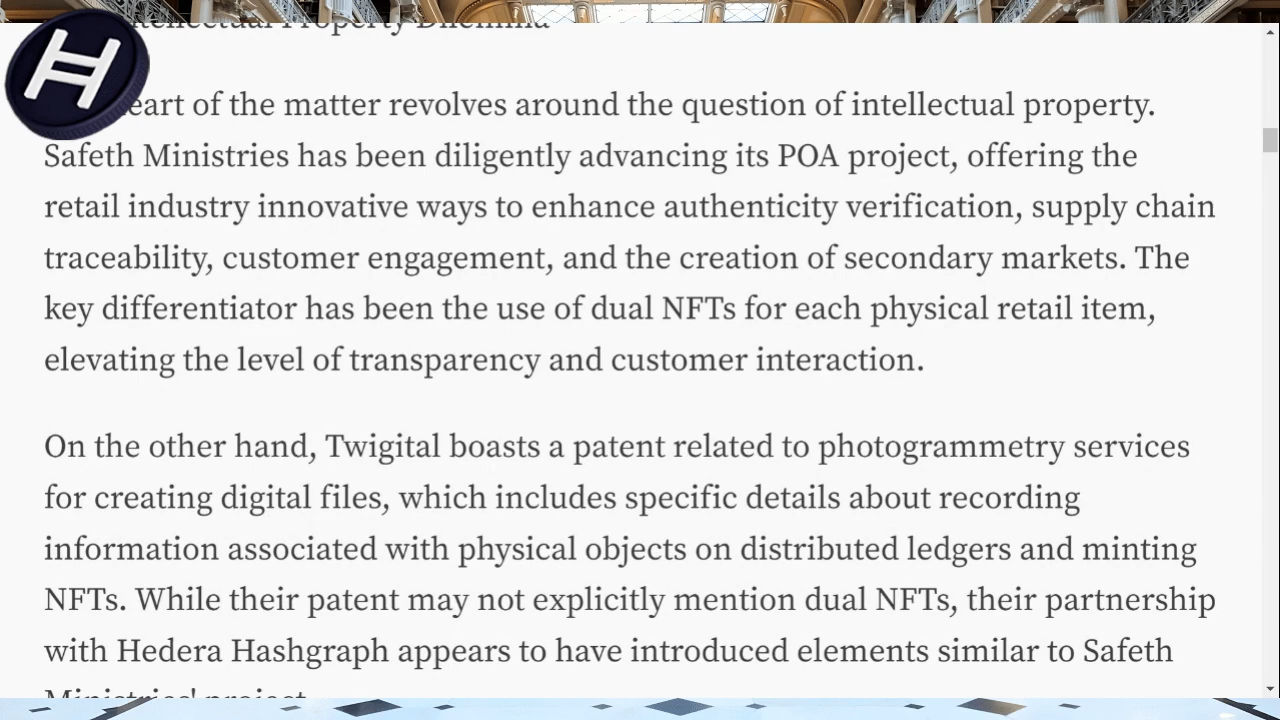 Intellectual Property Dilemma
heart of the matter revolves around the question of intellectual property.
Safeth Ministries has been diligently advancing its POA project, offering the
retail industry innovative ways to enhance authenticity verification, supply chain
traceability, customer engagement, and the creation of secondary markets. The
key differentiator has been the use of dual NFTs for each physical retail item,
elevating the level of transparency and customer interaction.
On the other hand, Twigital boasts a patent related to photogrammetry services
for creating digital files, which includes specific details about recording
information associated with physical objects on distributed ledgers and minting
NFTs. While their patent may not explicitly mention dual NFTs, their partnership
with Hedera Hashgraph appears to have introduced elements similar to Safeth
Ministries' project.